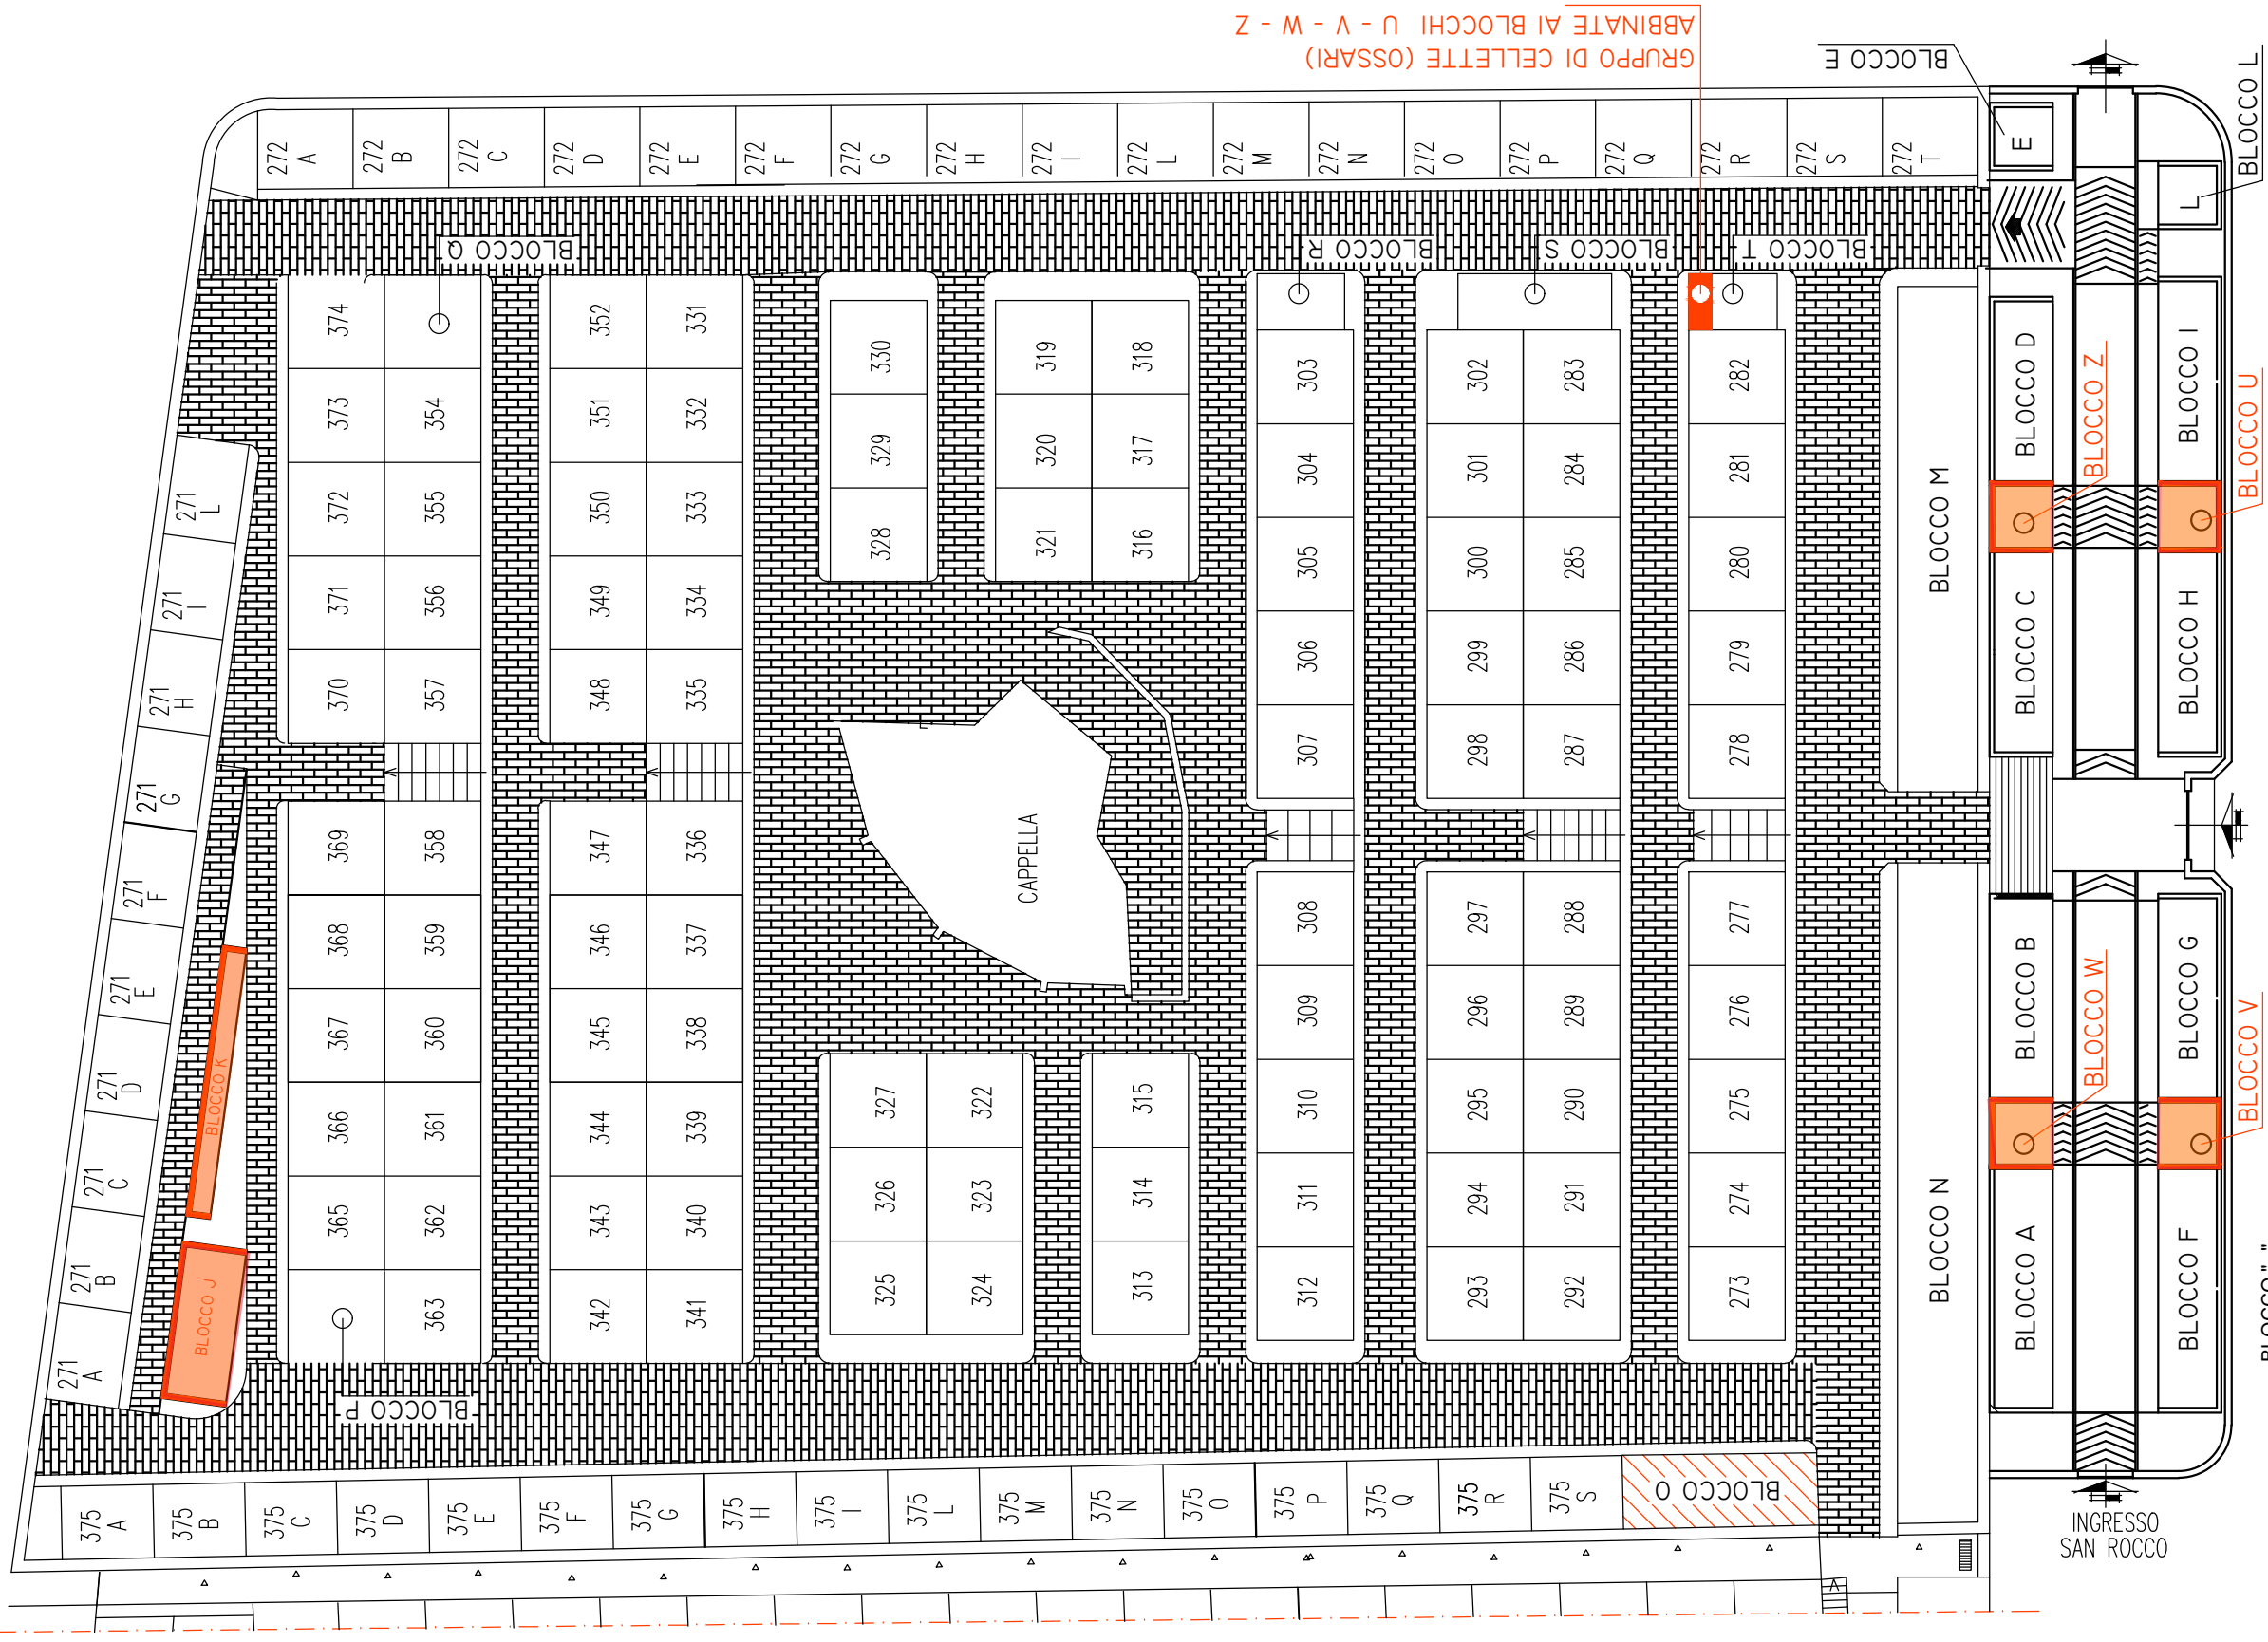 GRUPPO DI CELLETTE (OSSARI)
ABBINATE AI BLOCCHI U - V - W - Z
BLOCCO E
BLOCCO L
272
A
272
B
272
C
272
D
272
E
272
F
272
G
272
H
272
I
272
L
272
M
272
N
272
O
272
P
272
Q
272
R
272
S
272
T
E
L
BLOCCO Q
BLOCCO R
BLOCCO S
BLOCCO T
271
L
271
I
271
H
271
G
271
F
271
E
271
D
271
C
271
B
271
A
BLOCCO K
BLOCCO J
374
373
372
371
370
369
368
367
366
365
354
355
356
357
358
359
360
361
362
363
352
351
350
349
348
347
346
345
344
343
342
331
332
333
334
335
336
337
338
339
340
341
330
329
328
319
320
321
318
317
316
CAPPELLA
327
326
325
322
323
324
315
314
313
303
304
305
306
307
308
309
310
311
312
302
301
300
299
298
297
296
295
294
293
283
284
285
286
287
288
289
290
291
292
282
281
280
279
278
277
276
275
274
273
BLOCCO M
BLOCCO N
BLOCCO D
BLOCCO Z
BLOCCO I
BLOCCO U
BLOCCO C
BLOCCO H
BLOCCO B
BLOCCO W
BLOCCO G
BLOCCO V
BLOCCO A
BLOCCO F
BLOCCO P
375
A
375
B
375
C
375
D
375
E
375
F
375
G
375
H
375
I
375
L
375
M
375
N
375
O
375
P
375
Q
375
R
375
S
BLOCCO O
INGRESSO
SAN ROCCO